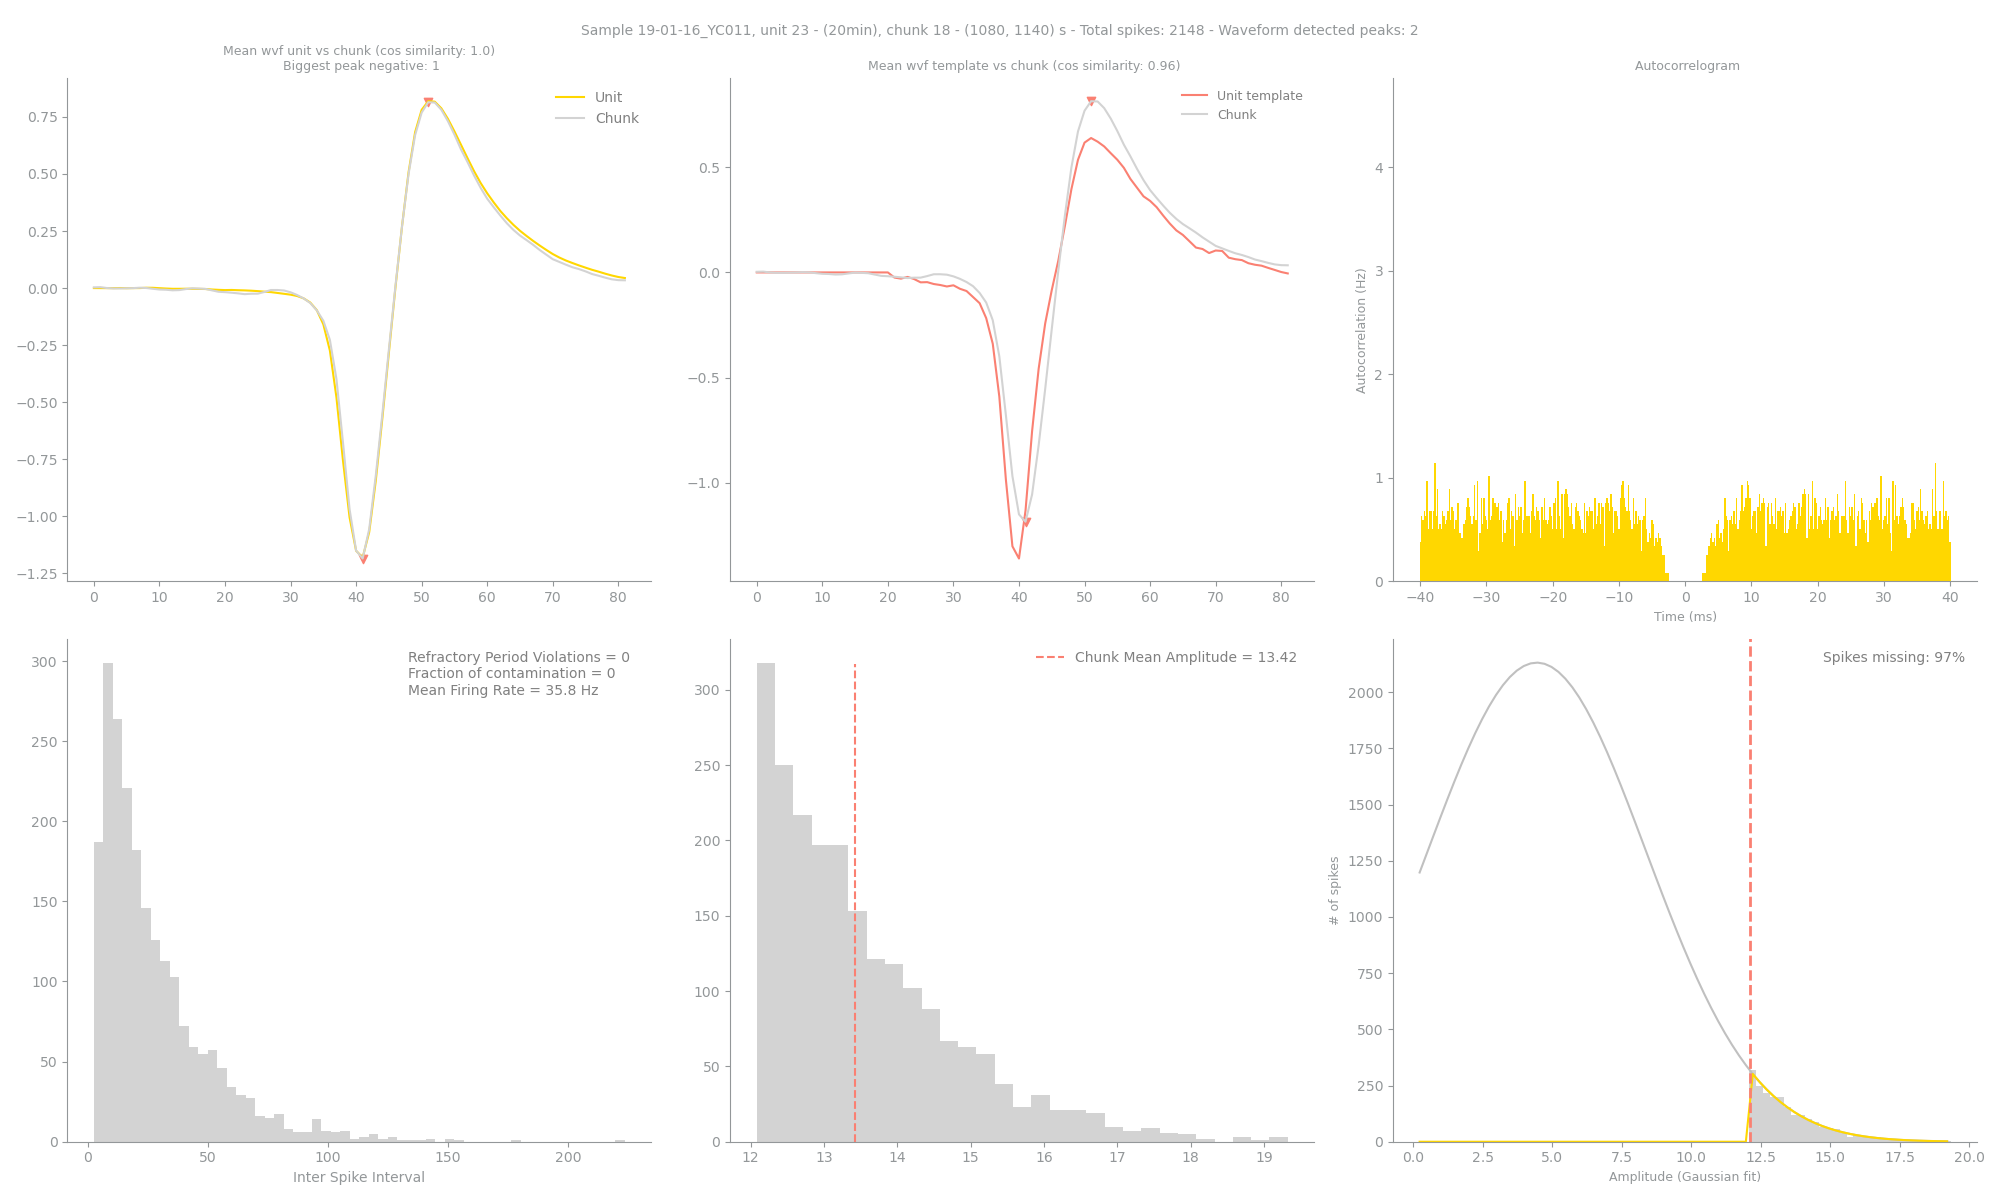 Sample 19-01-16_YC011, unit 23 - (20min), chunk 18 - (1080, 1140) s - Total spikes: 2148 - Waveform detected peaks: 2
Mean wvf unit vs chunk (cos similarity: 1.0)
Biggest peak negative: 1
Unit
Chunk
0.75
0.50
0.25
0.00
−0.25
−0.50
−0.75
−1.00
−1.25
0 10 20 30 40 50 60 70 80
Mean wvf template vs chunk (cos similarity: 0.96)
Unit template
Chunk
0.5
0.0
−0.5
−1.0
0 10 20 30 40 50 60 70 80
Autocorrelogram
Autocorrelation (Hz)
4
3
2
1
0
−40 −30 −20 −10 0 10 20 30 40
Time (ms)
Refractory Period Violations = 0
Fraction of contamination = 0
Mean Firing Rate = 35.8 Hz
300
250
200
150
100
50
0
0 50 100 150 200
Inter Spike Interval
Chunk Mean Amplitude = 13.42
300
250
200
150
100
50
0
12 13 14 15 16 17 18 19
Spikes missing: 97%
# of spikes
2000
1750
1500
1250
1000
750
500
250
0
0.0 2.5 5.0 7.5 10.0 12.5 15.0 17.5 20.0
Amplitude (Gaussian fit)